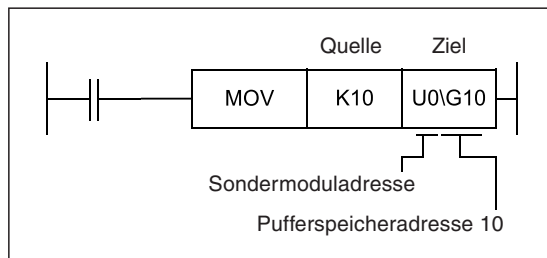 Quelle Ziel
MOV K10 U0\G10
Sondermoduladresse
Pufferspeicheradresse 10